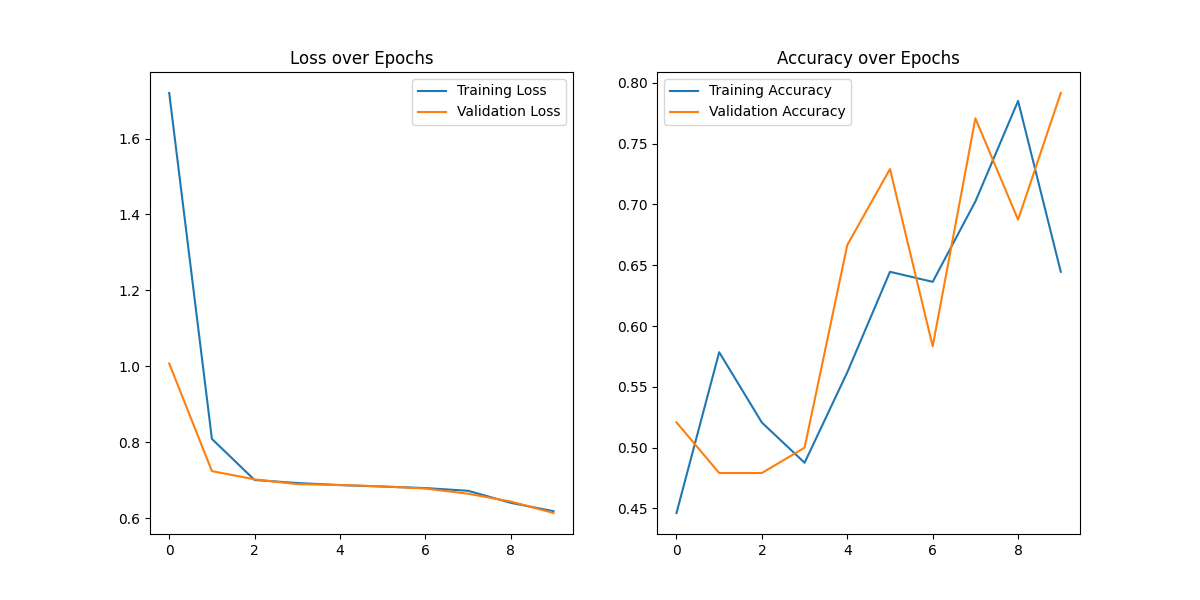 Loss over Epochs
Training Loss
Validation Loss
1.6
1.4
1.2
1.0
0.8
0.6
0 2 4 6 8
Accuracy over Epochs
Training Accuracy
Validation Accuracy
0.80
0.75
0.70
0.65
0.60
0.55
0.50
0.45
0 2 4 6 8